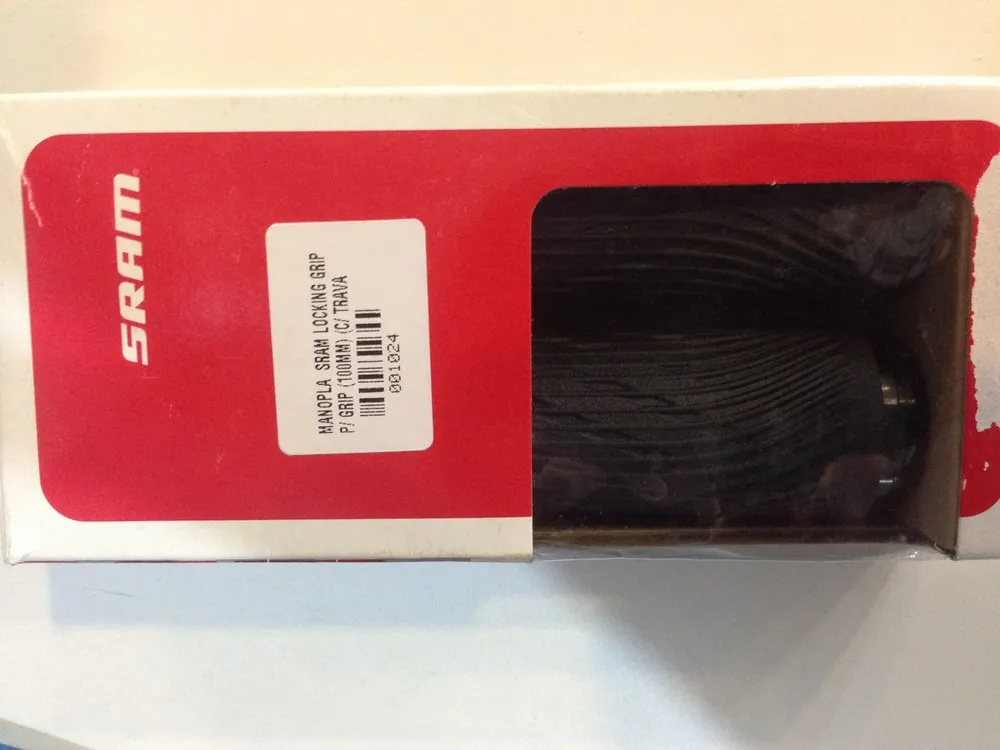 SRAM
MANOPLA SRAM LOCKING GRIP
P/ GRIP (100MM) (C/ TRAVA
001024